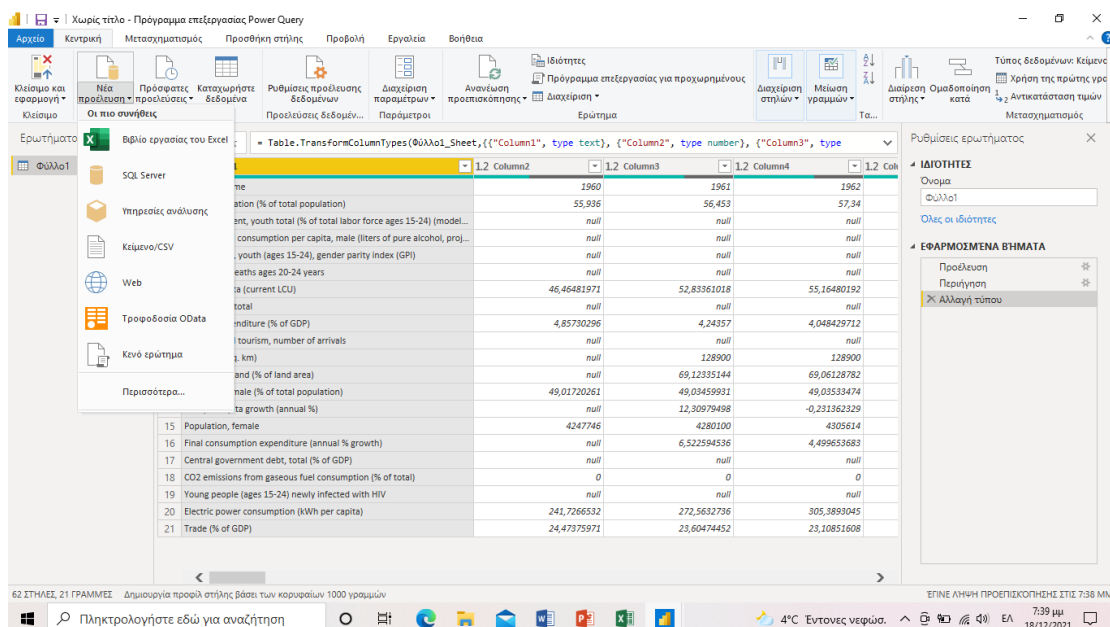 Χωρίς τίτλο - Πρόγραμμα επεξεργασίας Power Query
Αρχείο Κεντρική Μετασχηματισμός Προσθήκη στήλης Προβολή Εργαλεία Βοήθεια
Κλείσιμο και εφαρμογή
Νέα προέλευση
Πρόσφατες προελεύσεις
Καταχωρήστε δεδομένα
Ρυθμίσεις προέλευσης δεδομένων
Διαχείριση παραμέτρων
Ανανέωση προεπισκόπησης
Ιδιότητες
Πρόγραμμα επεξεργασίας για προχωρημένους
Διαχείριση
Διαχείριση στηλών
Μείωση γραμμών
Διαίρεση στήλης
Ομαδοποίηση κατά
Τύπος δεδομένων: Κείμενο
Χρήση της πρώτης γρα
Αντικατάσταση τιμών
Κλείσιμο
Προελεύσεις δεδομέν... Παράμετροι Ερώτημα Τα... Μετασχηματισμός
Οι πιο συνήθεις
Βιβλίο εργασίας του Excel
SQL Server
Υπηρεσίες ανάλυσης
Κείμενο/CSV
Web
Τροφοδοσία OData
Κενό ερώτημα
Περισσότερα...
Ερωτήματα
Φύλλο1
= Table.TransformColumnTypes(Φύλλο1_Sheet,{{"Column1", type text}, {"Column2", type number}, {"Column3", type
1.2 Column2 1.2 Column3 1.2 Column4 1.2 Col
me 1960 1961 1962
ation (% of total population) 55,936 56,453 57,34
ent, youth total (% of total labor force ages 15-24) (model... null null null
consumption per capita, male (liters of pure alcohol, proj... null null null
, youth (ages 15-24), gender parity index (GPI) null null null
eaths ages 20-24 years null null null
ta (current LCU) 46,46481971 52,83361018 55,16480192
total null null null
enditure (% of GDP) 4,85730296 4,24357 4,048429712
l tourism, number of arrivals null null null
q. km) null 128900 128900
and (% of land area) null 69,12335144 69,06128782
male (% of total population) 49,01720261 49,03459931 49,03533474
ta growth (annual %) null 12,30979498 -0,231362329
15 Population, female 4247746 4280100 4305614
16 Final consumption expenditure (annual % growth) null 6,522594536 4,499653683
17 Central government debt, total (% of GDP) null null null
18 CO2 emissions from gaseous fuel consumption (% of total) 0 0 0
19 Young people (ages 15-24) newly infected with HIV null null null
20 Electric power consumption (kWh per capita) 241,7266532 272,5632736 305,3893045
21 Trade (% of GDP) 24,47375971 23,60474452 23,10851608
Ρυθμίσεις ερωτήματος
ΙΔΙΟΤΗΤΕΣ
Όνομα
Φύλλο1
Όλες οι ιδιότητες
ΕΦΑΡΜΟΣΜΈΝΑ ΒΉΜΑΤΑ
Προέλευση
Περιήγηση
Αλλαγή τύπου
62 ΣΤΗΛΕΣ, 21 ΓΡΑΜΜΈΣ Δημιουργία προφίλ στήλης βάσει των κορυφαίων 1000 γραμμών ΈΓΙΝΕ ΛΉΨΗ ΠΡΟΕΠΙΣΚΌΠΗΣΗΣ ΣΤΙΣ 7:38 ΜΜ
Πληκτρολογήστε εδώ για αναζήτηση
4°C Έντονες νεφώσ.
ΕΛ
7:39 μμ
18/12/2021